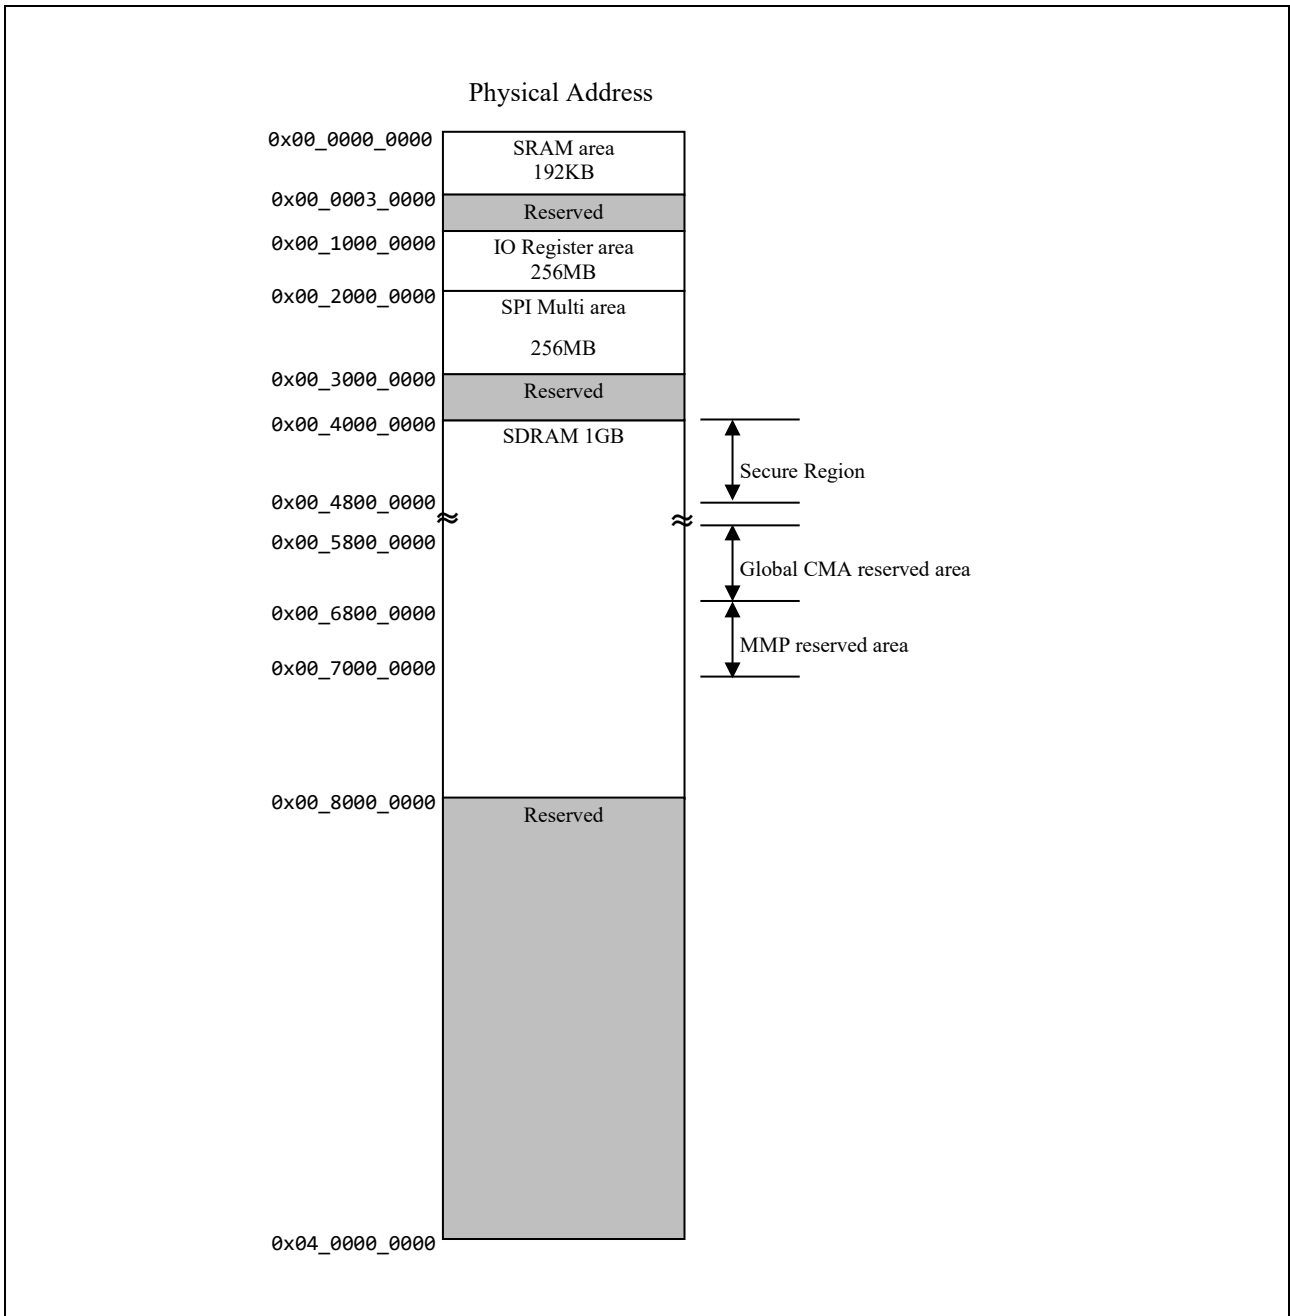 Physical Address
0x00_0000_0000
SRAM area
192KB
0x00_0003_0000
Reserved
0x00_1000_0000
IO Register area
256MB
0x00_2000_0000
SPI Multi area
256MB
0x00_3000_0000
Reserved
0x00_4000_0000
SDRAM 1GB
Secure Region
0x00_4800_0000
0x00_5800_0000
Global CMA reserved area
0x00_6800_0000
MMP reserved area
0x00_7000_0000
0x00_8000_0000
Reserved
0x04_0000_0000